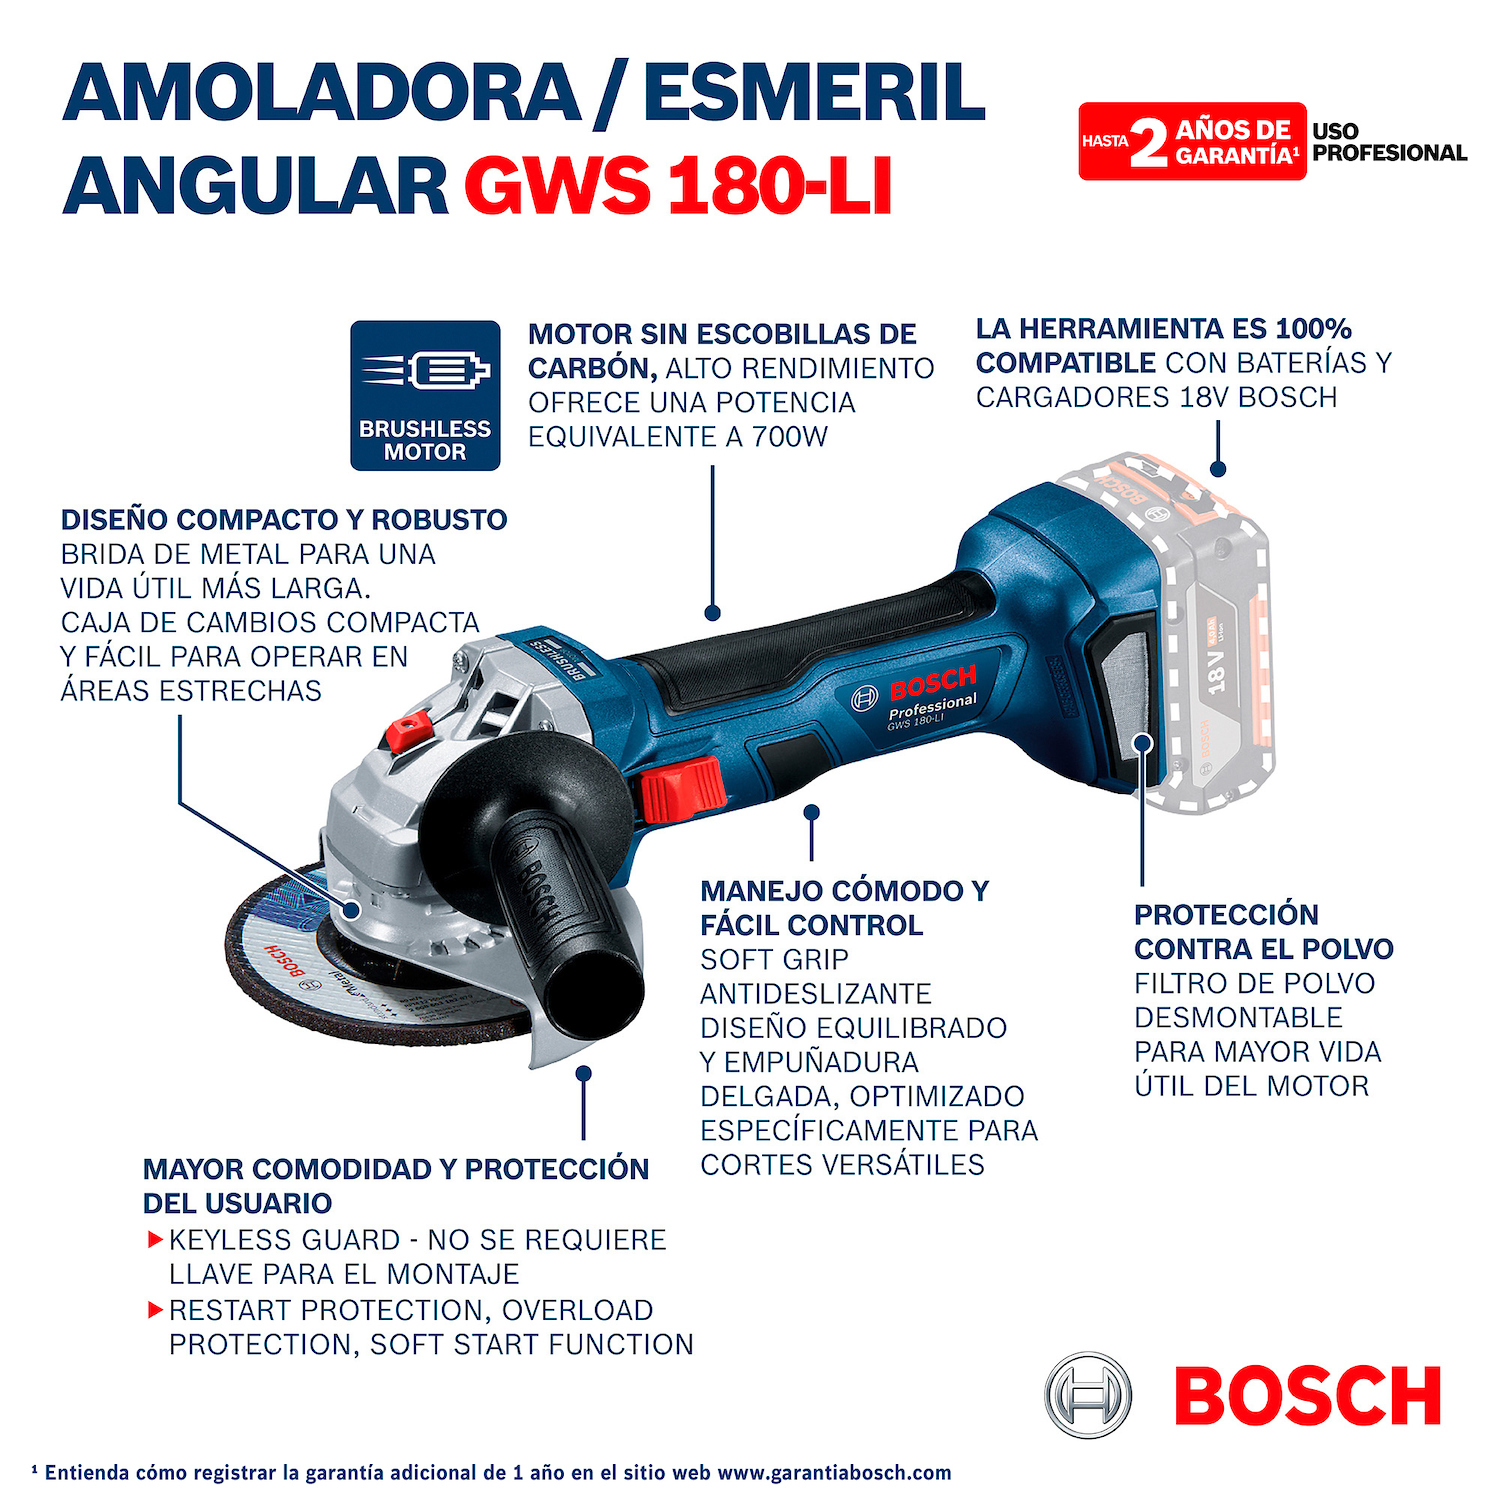 AMOLADORA / ESMERIL
ANGULAR GWS 180-LI
HASTA 2 AÑOS DE GARANTÍA¹
USO PROFESIONAL
BRUSHLESS
MOTOR
MOTOR SIN ESCOBILLAS DE
CARBÓN, ALTO RENDIMIENTO
OFRECE UNA POTENCIA
EQUIVALENTE A 700W
LA HERRAMIENTA ES 100%
COMPATIBLE CON BATERÍAS Y
CARGADORES 18V BOSCH
DISEÑO COMPACTO Y ROBUSTO
BRIDA DE METAL PARA UNA
VIDA ÚTIL MÁS LARGA.
CAJA DE CAMBIOS COMPACTA
Y FÁCIL PARA OPERAR EN
ÁREAS ESTRECHAS
BRUSHLESS
BOSCH
Professional
GWS 180-LI
BOSCH
18V
4.0Ah
Li-Ion
BOSCH
BOSCH
BOSCH
MANEJO CÓMODO Y
FÁCIL CONTROL
SOFT GRIP
ANTIDESLIZANTE
DISEÑO EQUILIBRADO
Y EMPUÑADURA
DELGADA, OPTIMIZADO
ESPECÍFICAMENTE PARA
CORTES VERSÁTILES
PROTECCIÓN
CONTRA EL POLVO
FILTRO DE POLVO
DESMONTABLE
PARA MAYOR VIDA
ÚTIL DEL MOTOR
MAYOR COMODIDAD Y PROTECCIÓN
DEL USUARIO
KEYLESS GUARD - NO SE REQUIERE
LLAVE PARA EL MONTAJE
RESTART PROTECTION, OVERLOAD
PROTECTION, SOFT START FUNCTION
BOSCH
¹ Entienda cómo registrar la garantía adicional de 1 año en el sitio web www.garantiabosch.com